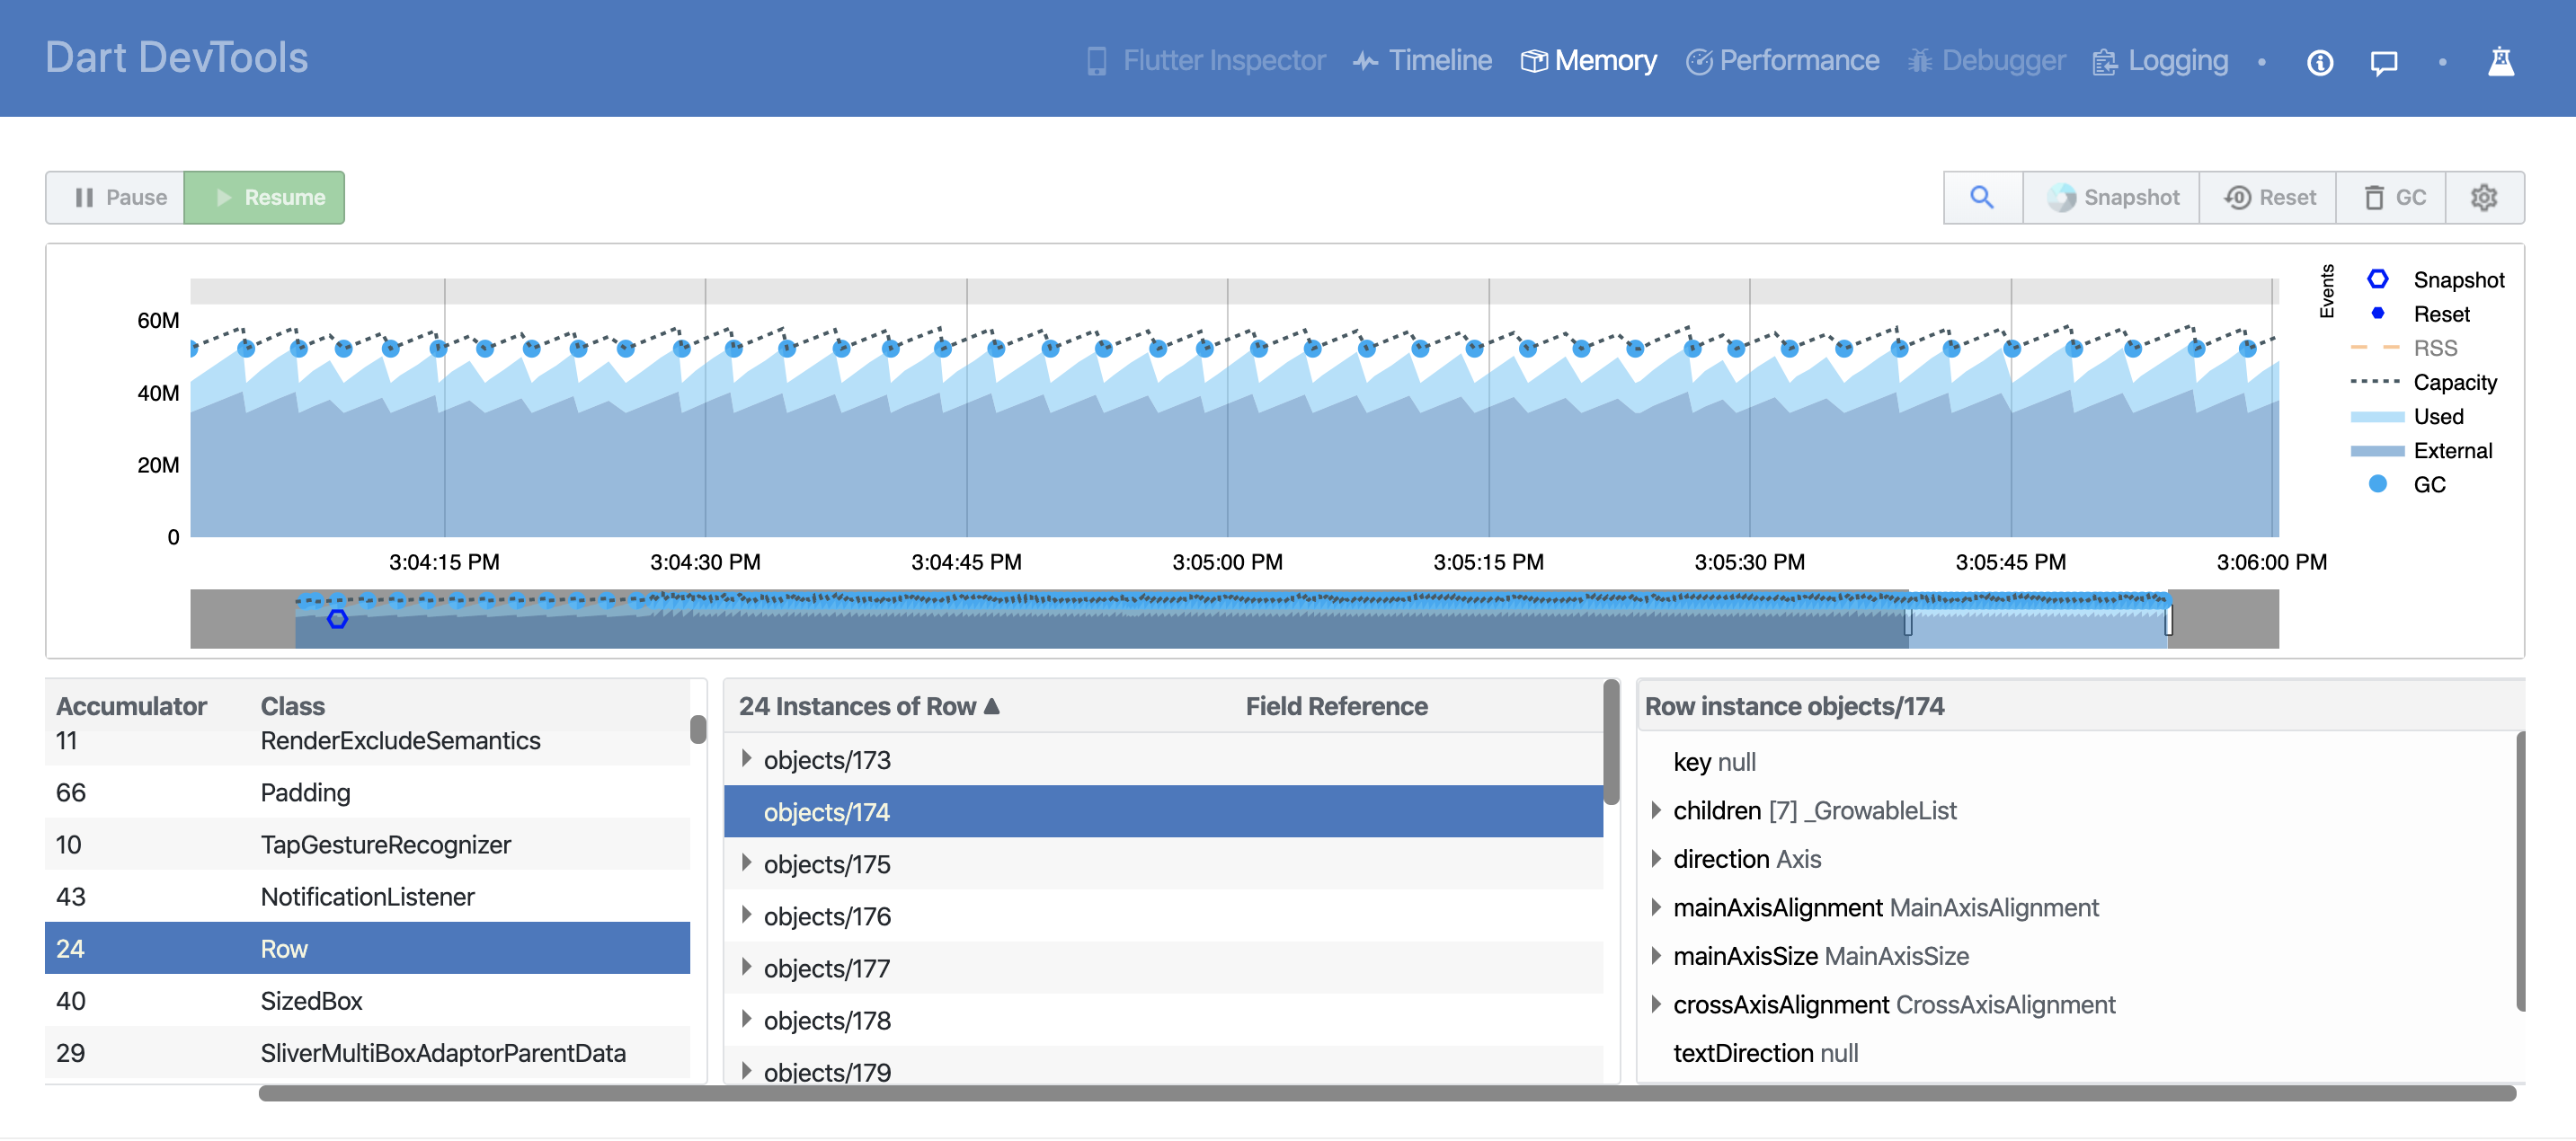 Dart DevTools
Flutter Inspector Timeline Memory Performance Debugger Logging
Pause Resume Snapshot Reset GC
Events
Snapshot
Reset
RSS
Capacity
Used
External
GC
60M
40M
20M
0
3:04:15 PM 3:04:30 PM 3:04:45 PM 3:05:00 PM 3:05:15 PM 3:05:30 PM 3:05:45 PM 3:06:00 PM
Accumulator Class
11 RenderExcludeSemantics
66 Padding
10 TapGestureRecognizer
43 NotificationListener
24 Row
40 SizedBox
29 SliverMultiBoxAdaptorParentData
24 Instances of Row Field Reference
objects/173
objects/174
objects/175
objects/176
objects/177
objects/178
objects/179
Row instance objects/174
key null
children [7] _GrowableList
direction Axis
mainAxisAlignment MainAxisAlignment
mainAxisSize MainAxisSize
crossAxisAlignment CrossAxisAlignment
textDirection null